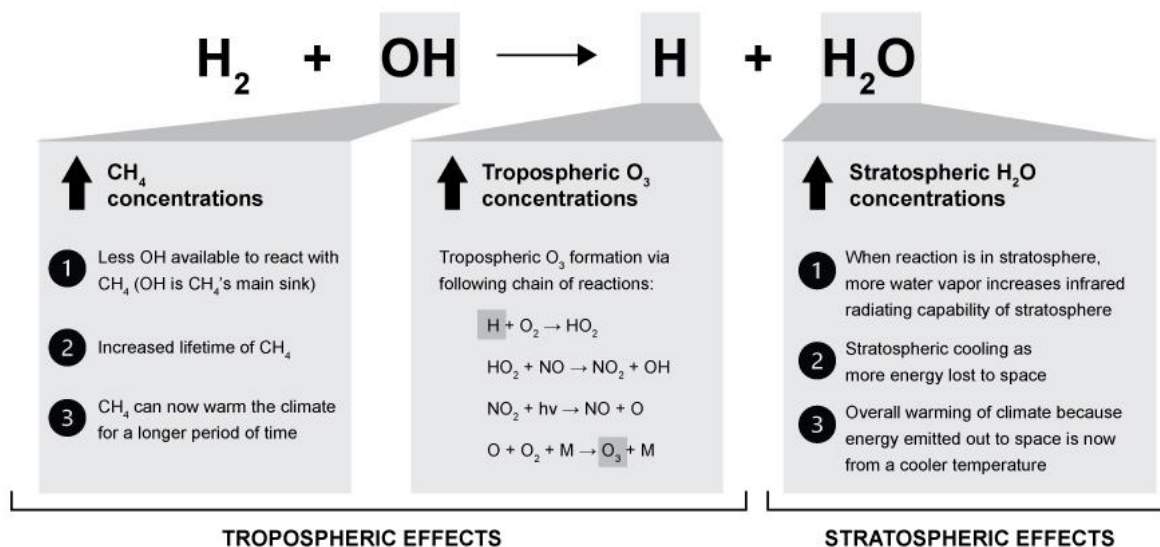 H₂ + OH → H + H₂O
CH₄
concentrations
1 Less OH available to react with
CH₄ (OH is CH₄'s main sink)
2 Increased lifetime of CH₄
3 CH₄ can now warm the climate
for a longer period of time
Tropospheric O₃
concentrations
Tropospheric O₃ formation via
following chain of reactions:
H + O₂ → HO₂
HO₂ + NO → NO₂ + OH
NO₂ + hv → NO + O
O + O₂ + M → O₃ + M
Stratospheric H₂O
concentrations
1 When reaction is in stratosphere,
more water vapor increases infrared
radiating capability of stratosphere
2 Stratospheric cooling as
more energy lost to space
3 Overall warming of climate because
energy emitted out to space is now
from a cooler temperature
TROPOSPHERIC EFFECTS
STRATOSPHERIC EFFECTS